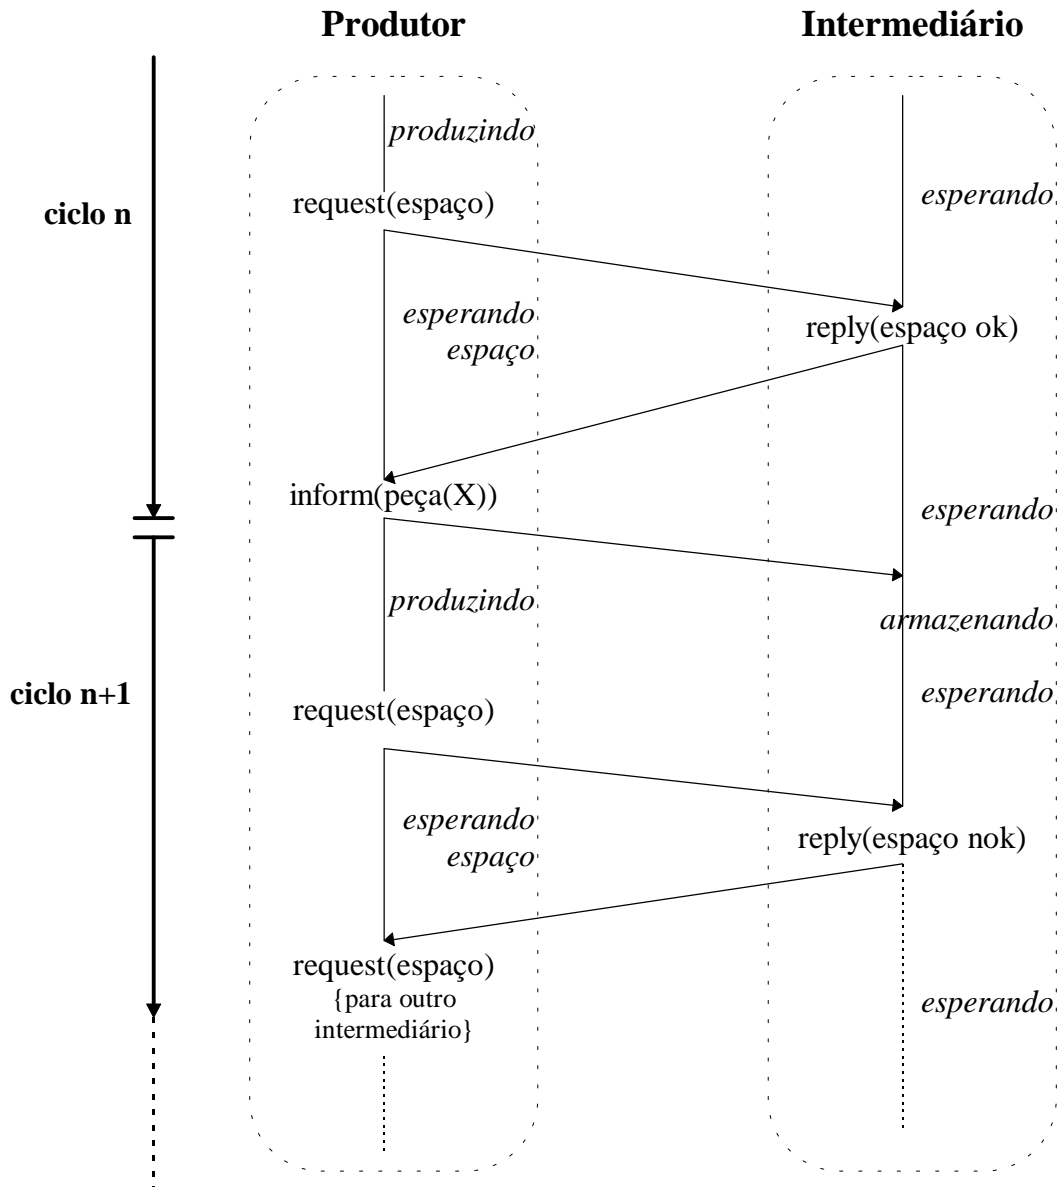 Produtor
Intermediário
produzindo
esperando
ciclo n
request(espaço)
esperando
espaço
reply(espaço ok)
inform(peça(X))
esperando
produzindo
armazenando
ciclo n+1
esperando
request(espaço)
esperando
espaço
reply(espaço nok)
request(espaço)
{para outro
intermediário}
esperando